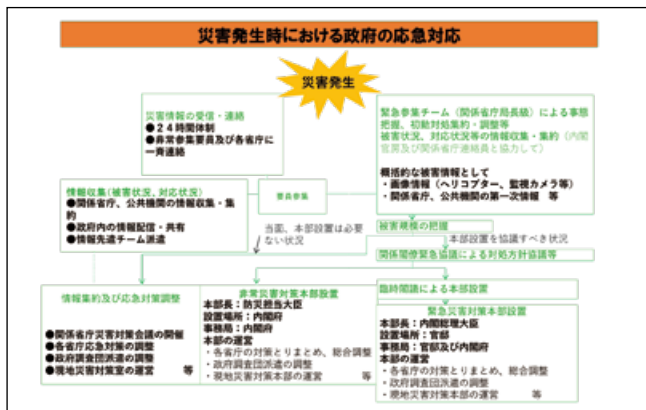 災害発生時における政府の応急対応
災害発生
災害情報の受信・連絡
●２４時間体制
●非常参集要員及び各省庁に
一斉連絡
緊急参集チーム（関係省庁局長級）による事態
把握、初動対処集約・調整等
被害状況、対応状況等の情報収集・集約（内閣
官房及び関係省庁連絡員と協力して）
概括的な被害情報として
・画像情報（ヘリコプター、監視カメラ等）
・関係省庁、公共機関の第一次情報　等
要員参集
情報収集（被害状況、対応状況）
●関係省庁、公共機関の情報収集・集
約
●政府内の情報配信・共有
●情報先遣チーム派遣
被害規模の把握
当面、本部設置は必要
ない状況
本部設置を協議すべき状況
関係閣僚緊急協議による対処方針協議等
情報集約及び応急対策調整
●関係省庁災害対策会議の開催
●各省庁応急対策の調整
●政府調査団派遣の調整
●現地災害対策室の運営　　等
非常災害対策本部設置
本部長：防災担当大臣
設置場所：内閣府
事務局：内閣府
本部の運営
・各省庁の対策とりまとめ、総合調整
・政府調査団派遣の調整
・現地災害対策本部の運営　　等
臨時閣議による本部設置
緊急災害対策本部設置
本部長：内閣総理大臣
設置場所：官邸
事務局：官邸及び内閣府
本部の運営
・各省庁の対策とりまとめ、総合調整
・政府調査団派遣の調整
・現地災害対策本部の運営　　等